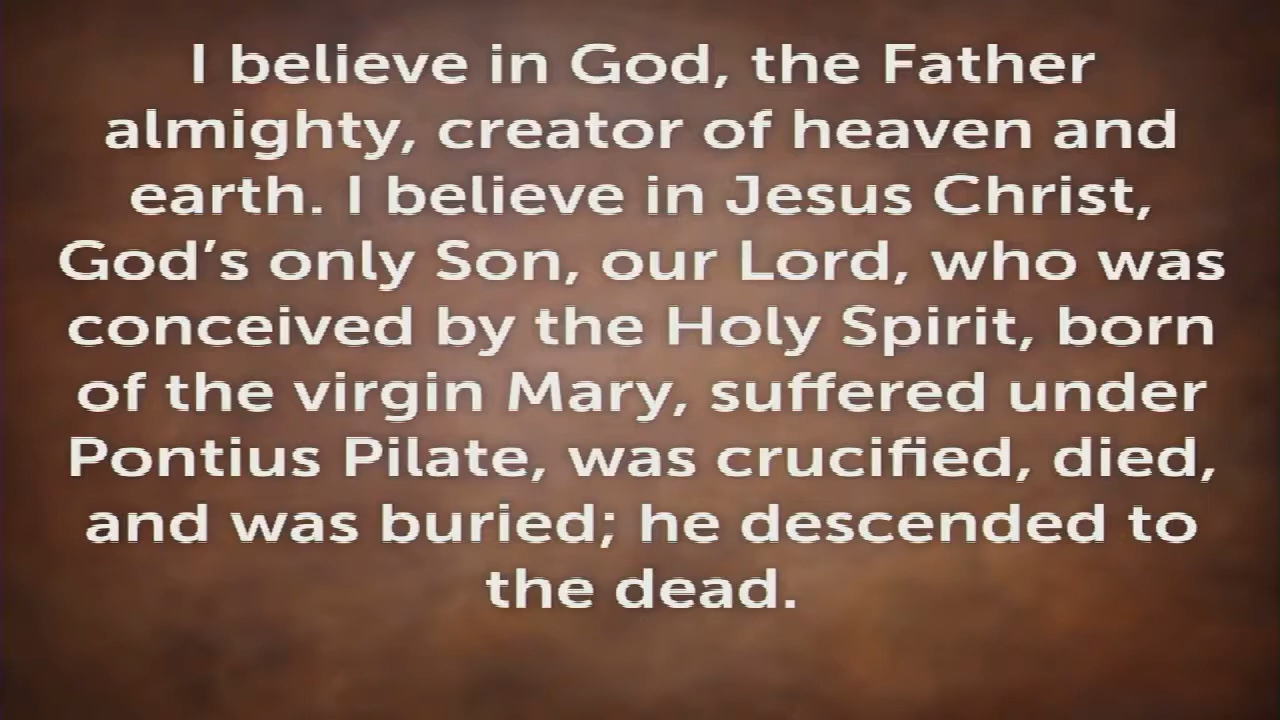 I believe in God, the Father
almighty, creator of heaven and
earth. I believe in Jesus Christ,
God’s only Son, our Lord, who was
conceived by the Holy Spirit, born
of the virgin Mary, suffered under
Pontius Pilate, was crucified, died,
and was buried; he descended to
the dead.